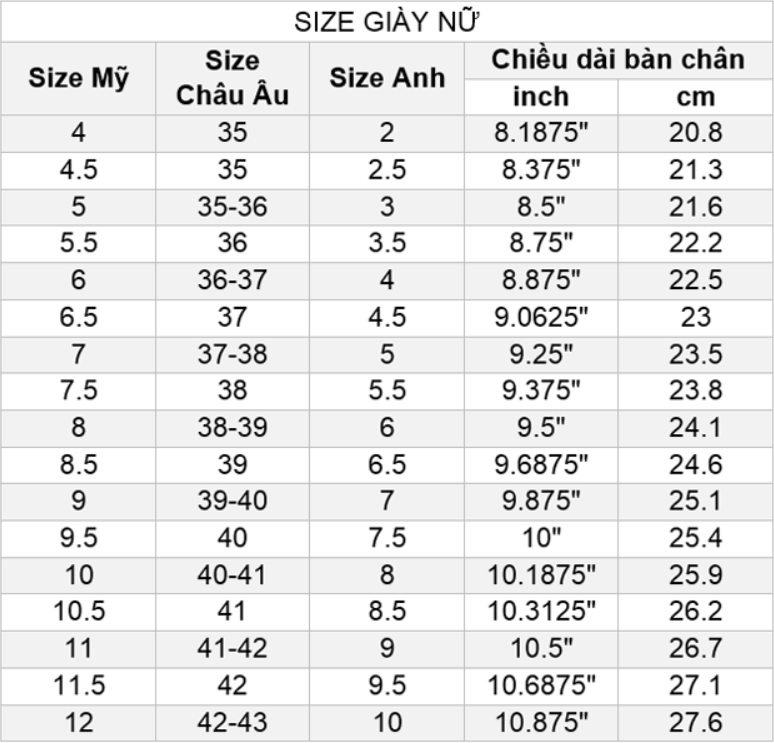 SIZE GIÀY NỮ
Size Mỹ Size Châu Âu Size Anh Chiều dài bàn chân
inch cm
4 35 2 8.1875" 20.8
4.5 35 2.5 8.375" 21.3
5 35-36 3 8.5" 21.6
5.5 36 3.5 8.75" 22.2
6 36-37 4 8.875" 22.5
6.5 37 4.5 9.0625" 23
7 37-38 5 9.25" 23.5
7.5 38 5.5 9.375" 23.8
8 38-39 6 9.5" 24.1
8.5 39 6.5 9.6875" 24.6
9 39-40 7 9.875" 25.1
9.5 40 7.5 10" 25.4
10 40-41 8 10.1875" 25.9
10.5 41 8.5 10.3125" 26.2
11 41-42 9 10.5" 26.7
11.5 42 9.5 10.6875" 27.1
12 42-43 10 10.875" 27.6